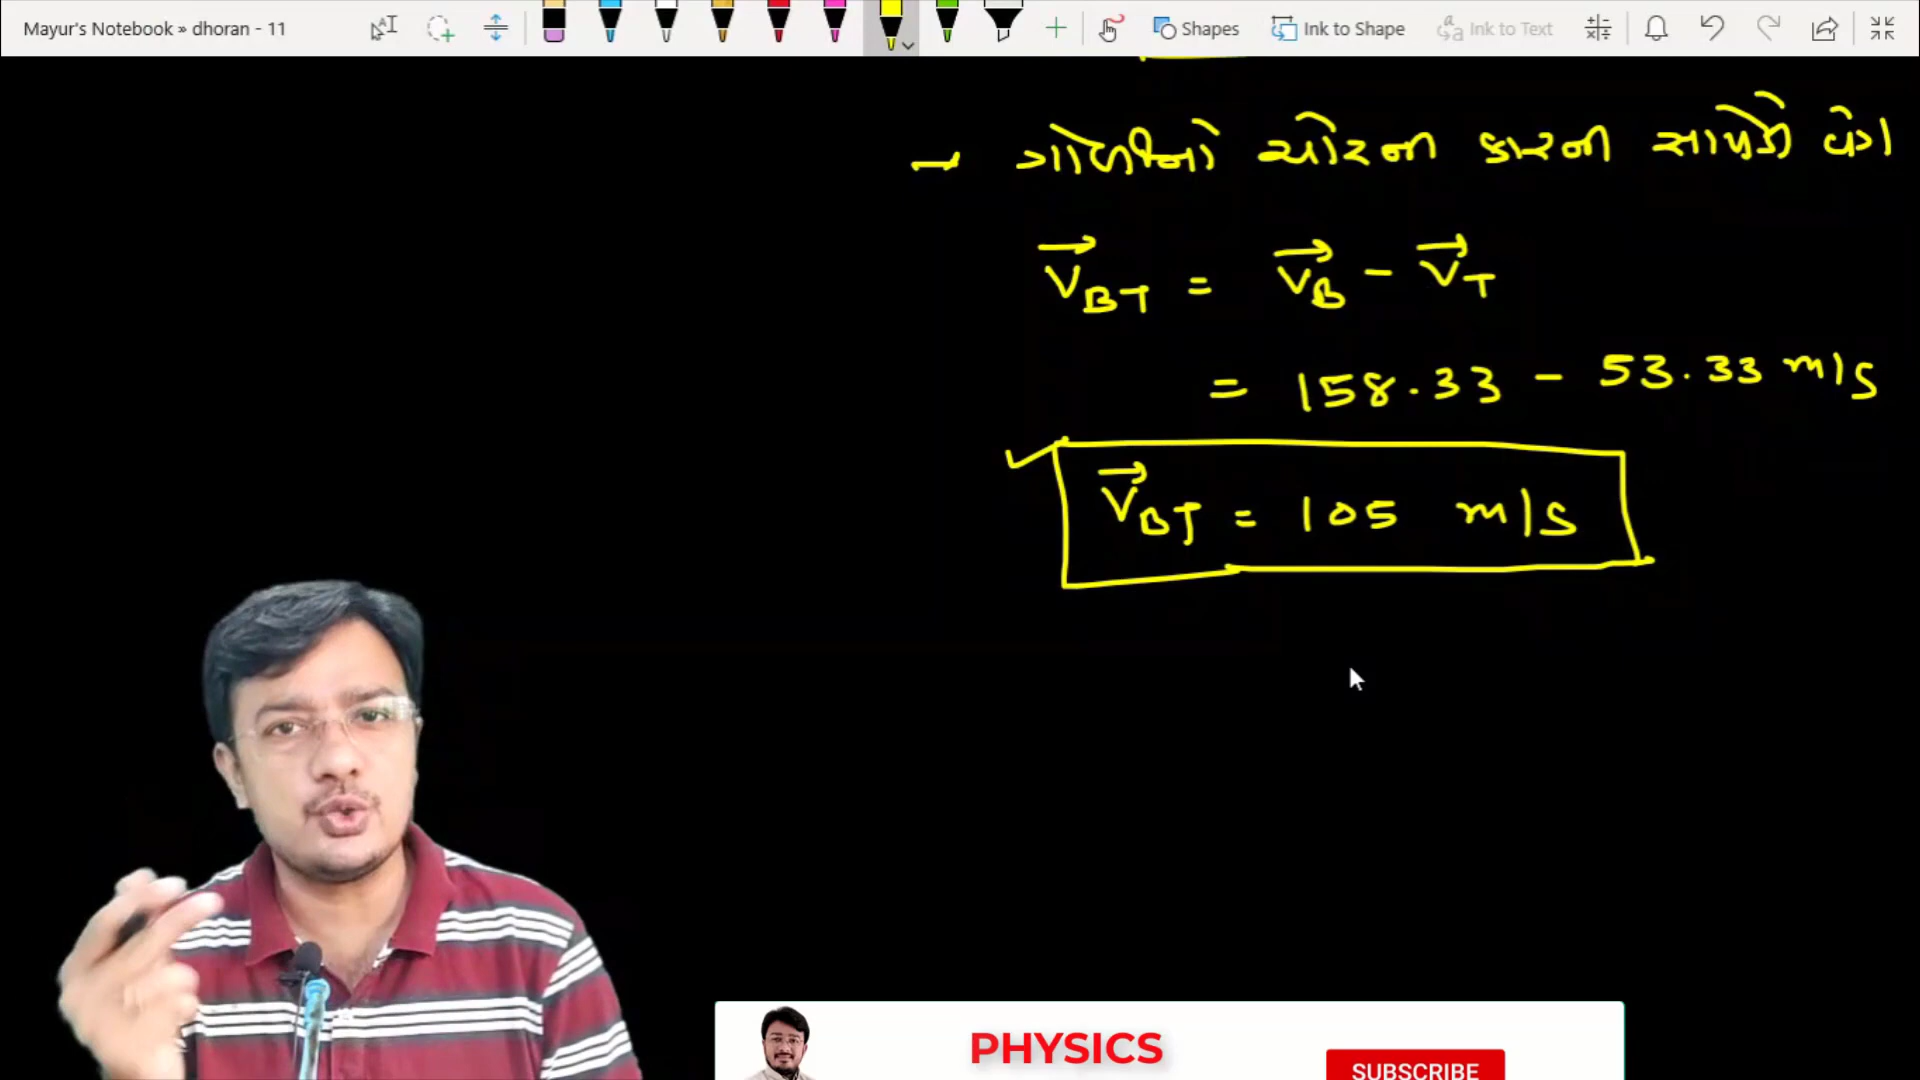 Mayur's Notebook » dhoran - 11
Shapes
Ink to Shape
Ink to Text
→ ગોળીનો ચોરના કારની સાપેક્ષે વેગ
V⃗BT = V⃗B - V⃗T
= 158.33 - 53.33 m/s
✓ V⃗BT = 105 m/s
PHYSICS
SUBSCRIBE